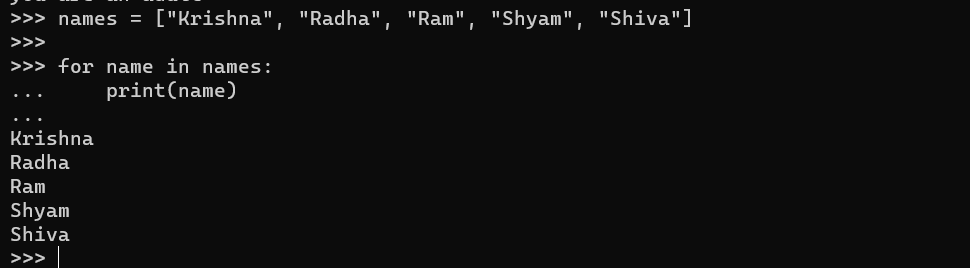 >>> names = ["Krishna", "Radha", "Ram", "Shyam", "Shiva"]
>>>
>>> for name in names:
...     print(name)
...
Krishna
Radha
Ram
Shyam
Shiva
>>>